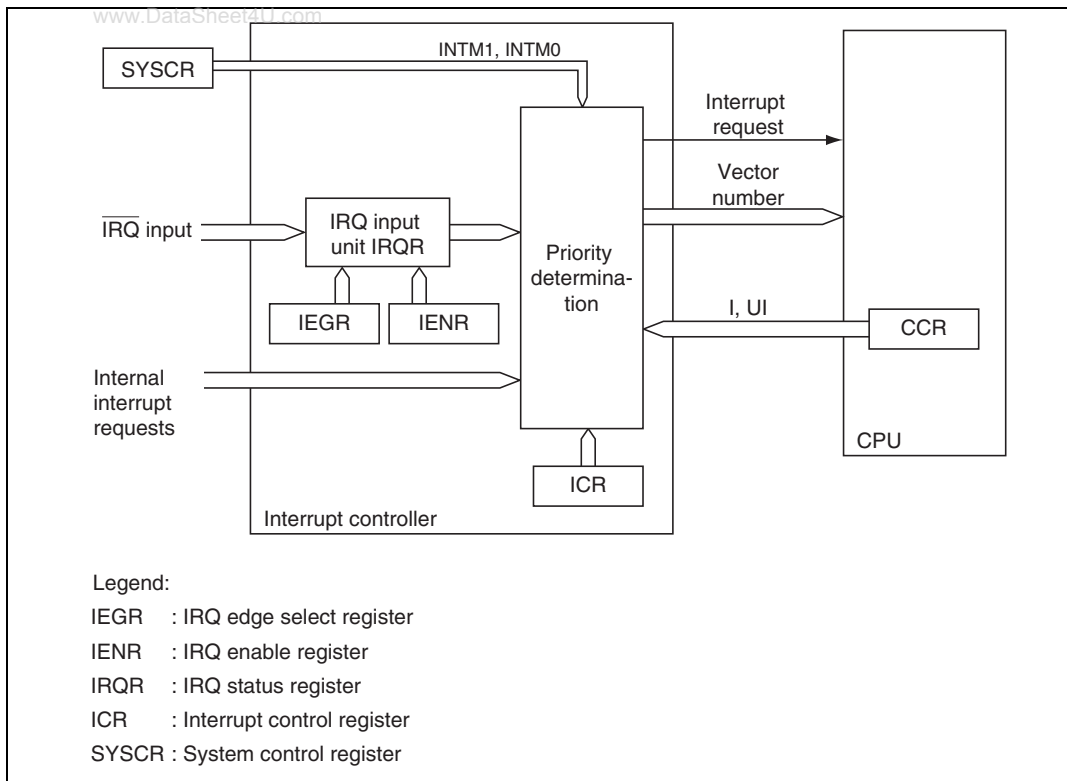 www.DataSheet4U.com
INTM1, INTM0
SYSCR
Interrupt
request
Vector
number
IRQ input
IRQ input
unit IRQR
Priority
determina-
tion
IEGR
IENR
I, UI
CCR
Internal
interrupt
requests
CPU
ICR
Interrupt controller
Legend:
IEGR : IRQ edge select register
IENR : IRQ enable register
IRQR : IRQ status register
ICR : Interrupt control register
SYSCR : System control register